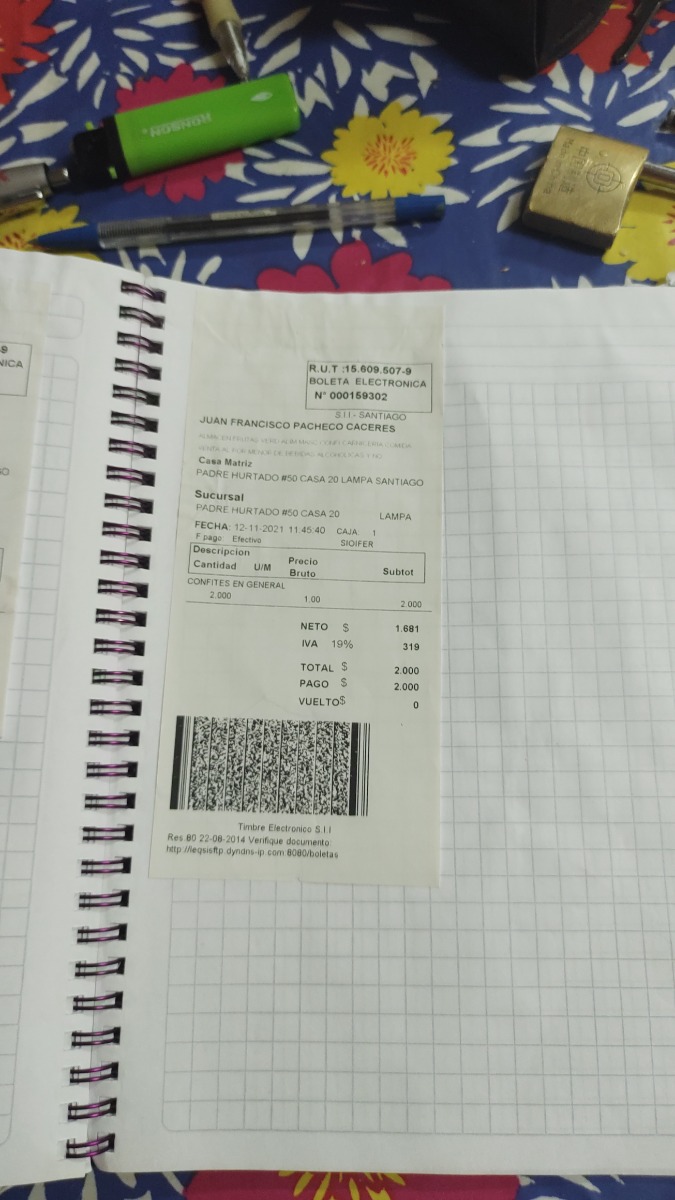 R.U.T :15.609.507-9
BOLETA ELECTRONICA
N° 000159302
S.I.I.- SANTIAGO
JUAN FRANCISCO PACHECO CACERES
Casa Matriz
PADRE HURTADO #50 CASA 20 LAMPA SANTIAGO
Sucursal
PADRE HURTADO #50 CASA 20 LAMPA
FECHA: 12-11-2021 11:45:40 CAJA: 1
F.pago: Efectivo SIOIFER
Descripcion
Cantidad U/M Precio Bruto Subtot
CONFITES EN GENERAL
2.000 1.00 2.000
NETO $ 1.681
IVA 19% 319
TOTAL $ 2.000
PAGO $ 2.000
VUELTO$ 0
Timbre Electronico S.I.I
Res.80 22-08-2014 Verifique documento:
http://leqsisftp.dyndns-ip.com:8080/boletas
RONSON
9
NICA